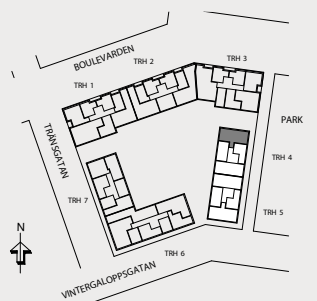 BOULEVARDEN
TRH 1
TRH 2
TRH 3
PARK
TRÄNSGATAN
TRH 4
TRH 7
TRH 5
N
TRH 6
VINTERGALOPPSGATAN